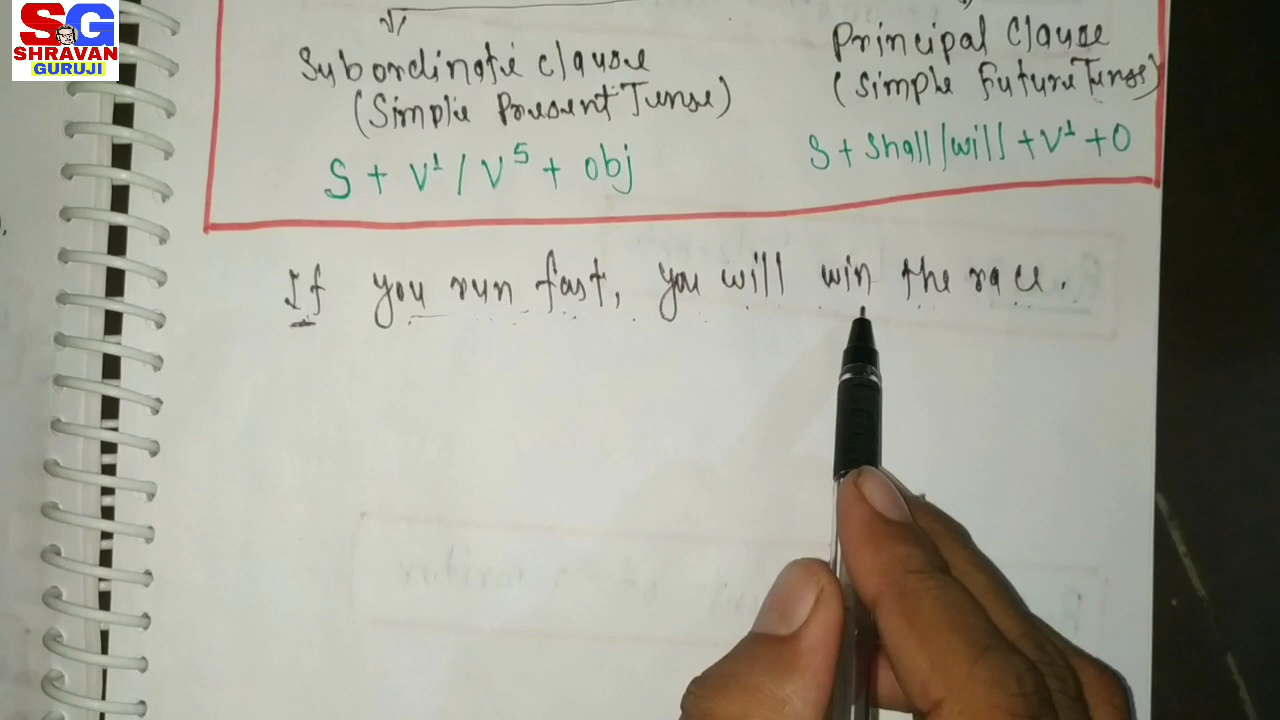 SG
SHRAVAN
GURUJI
Subordinate clause
Principal Clause
(Simple Present Tense)
(Simple Future Tense)
S + V¹ / V⁵ + obj
S + shall / will + V¹ + O
If you run fast, you will win the race.